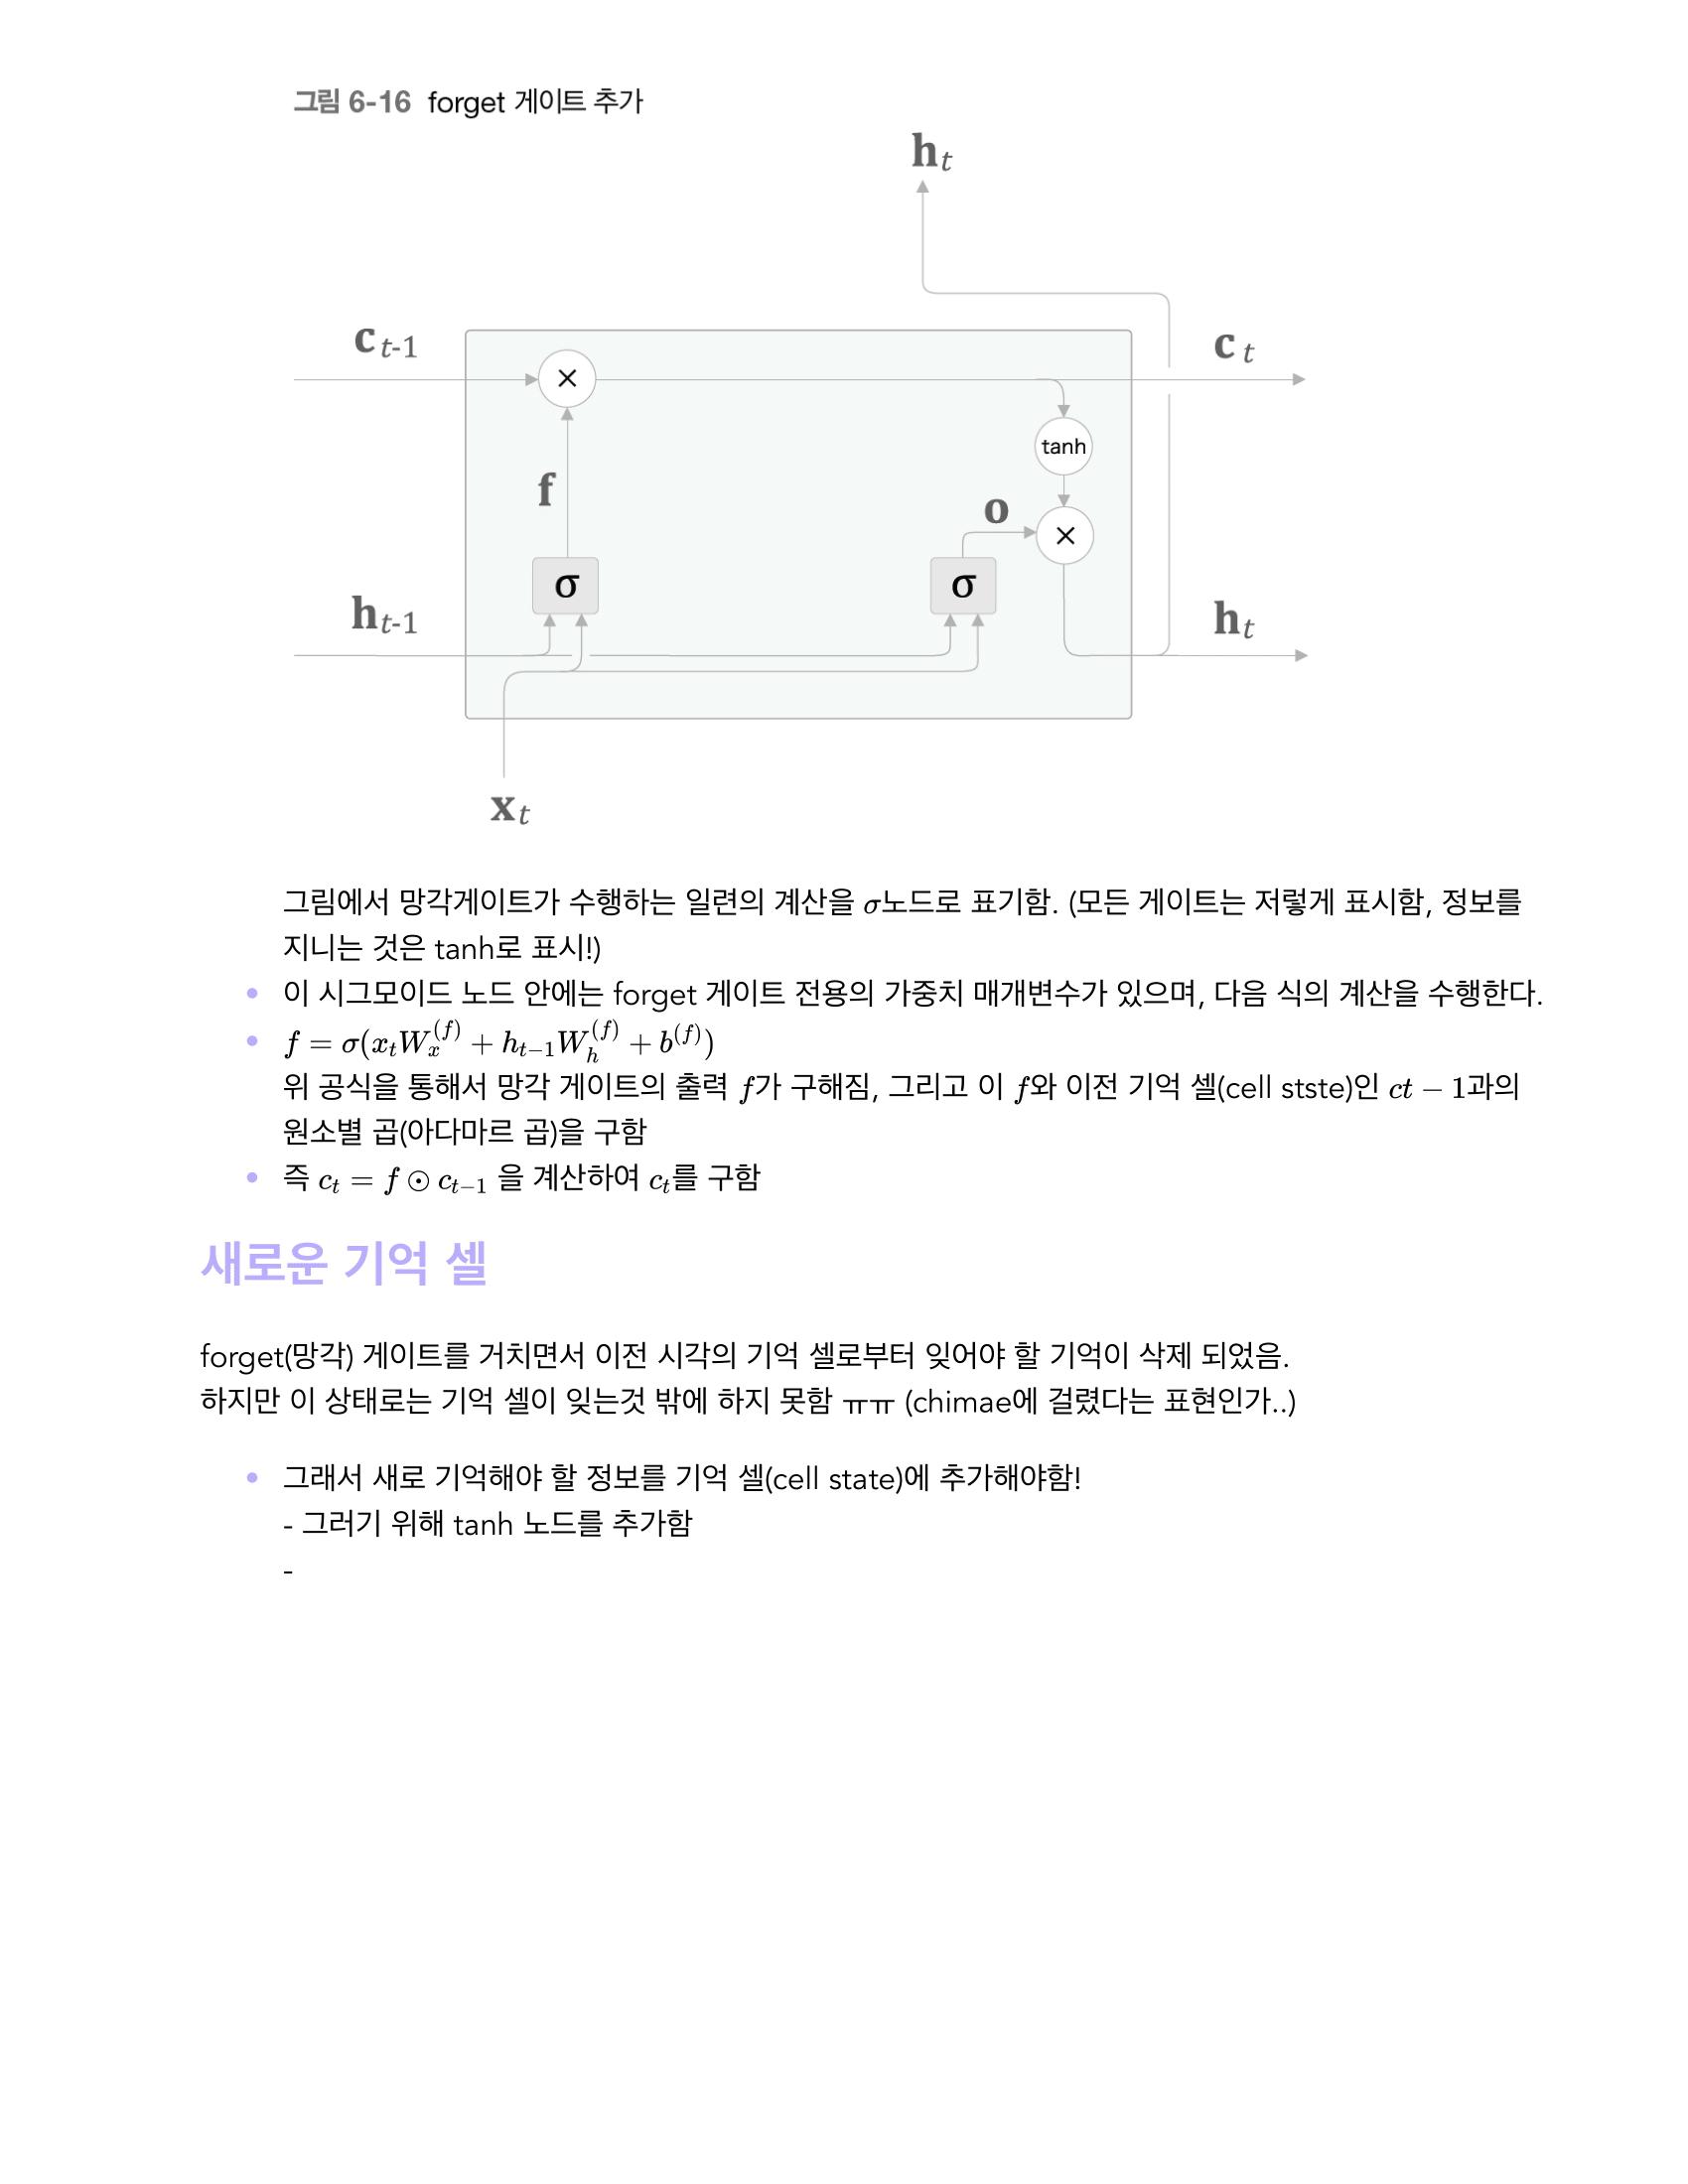 그림 6-16 forget 게이트 추가
h_t
c_{t-1}
c_t
×
tanh
f
o
×
σ
σ
h_{t-1}
h_t
x_t
그림에서 망각게이트가 수행하는 일련의 계산을 σ노드로 표기함. (모든 게이트는 저렇게 표시함, 정보를
지니는 것은 tanh로 표시!)
• 이 시그모이드 노드 안에는 forget 게이트 전용의 가중치 매개변수가 있으며, 다음 식의 계산을 수행한다.
• f = σ(x_t W_x^{(f)} + h_{t-1} W_h^{(f)} + b^{(f)})
위 공식을 통해서 망각 게이트의 출력 f가 구해짐, 그리고 이 f와 이전 기억 셀(cell stste)인 ct − 1과의
원소별 곱(아다마르 곱)을 구함
• 즉 c_t = f ⊙ c_{t-1} 을 계산하여 c_t를 구함
새로운 기억 셀
forget(망각) 게이트를 거치면서 이전 시각의 기억 셀로부터 잊어야 할 기억이 삭제 되었음.
하지만 이 상태로는 기억 셀이 잊는것 밖에 하지 못함 ㅠㅠ (chimae에 걸렸다는 표현인가..)
• 그래서 새로 기억해야 할 정보를 기억 셀(cell state)에 추가해야함!
- 그러기 위해 tanh 노드를 추가함
-